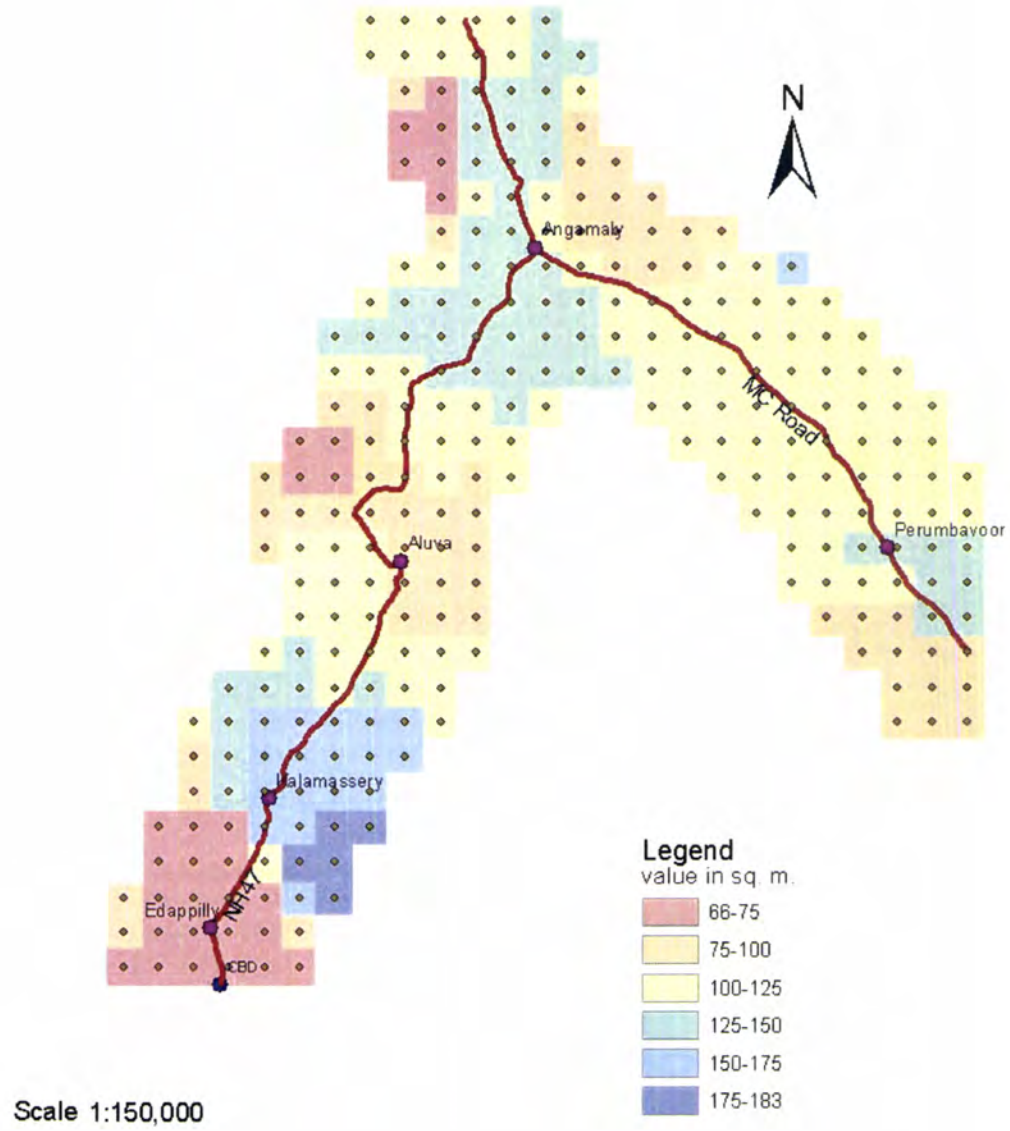 N
Angamaly
MC Road
Perumbavoor
Aluva
Kalamassery
NH47
Edappilly
CBD
Legend
value in sq. m.
66-75
75-100
100-125
125-150
150-175
175-183
Scale 1:150,000